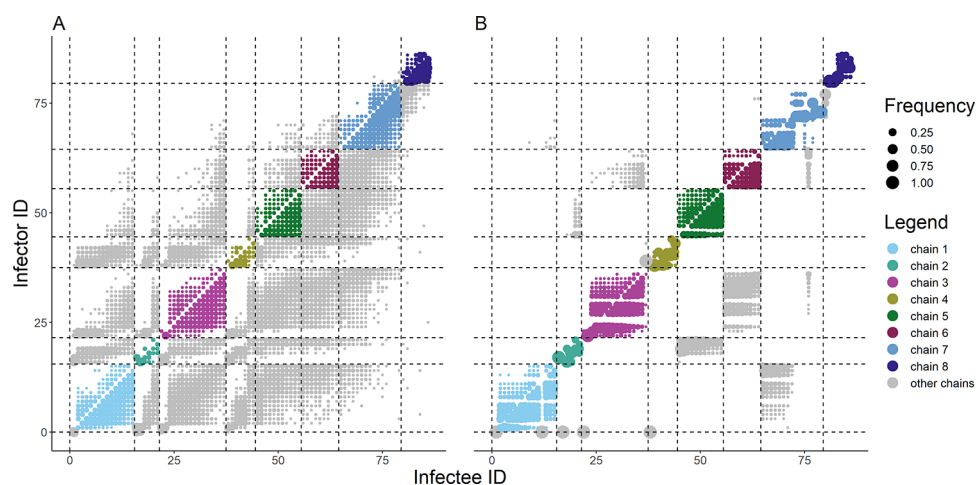 A
B
Infector ID
75
50
25
0
0
25
50
75
0
25
50
75
Infectee ID
Frequency
0.25
0.50
0.75
1.00
Legend
chain 1
chain 2
chain 3
chain 4
chain 5
chain 6
chain 7
chain 8
other chains